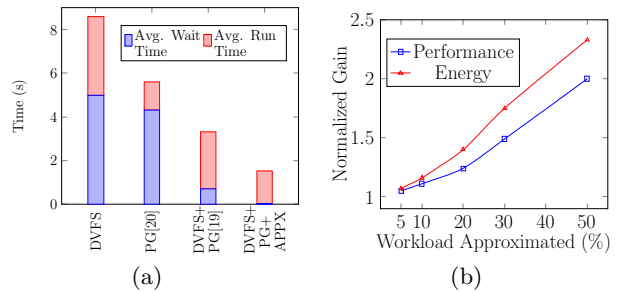 Time (s)
8
6
4
2
0
Avg. Wait Time
Avg. Run Time
DVFS
PG[20]
DVFS+
PG[19]
DVFS+
PG+
APPX
(a)
Normalized Gain
2.5
2
1.5
1
Performance
Energy
5 10 20 30 40 50
Workload Approximated (%)
(b)